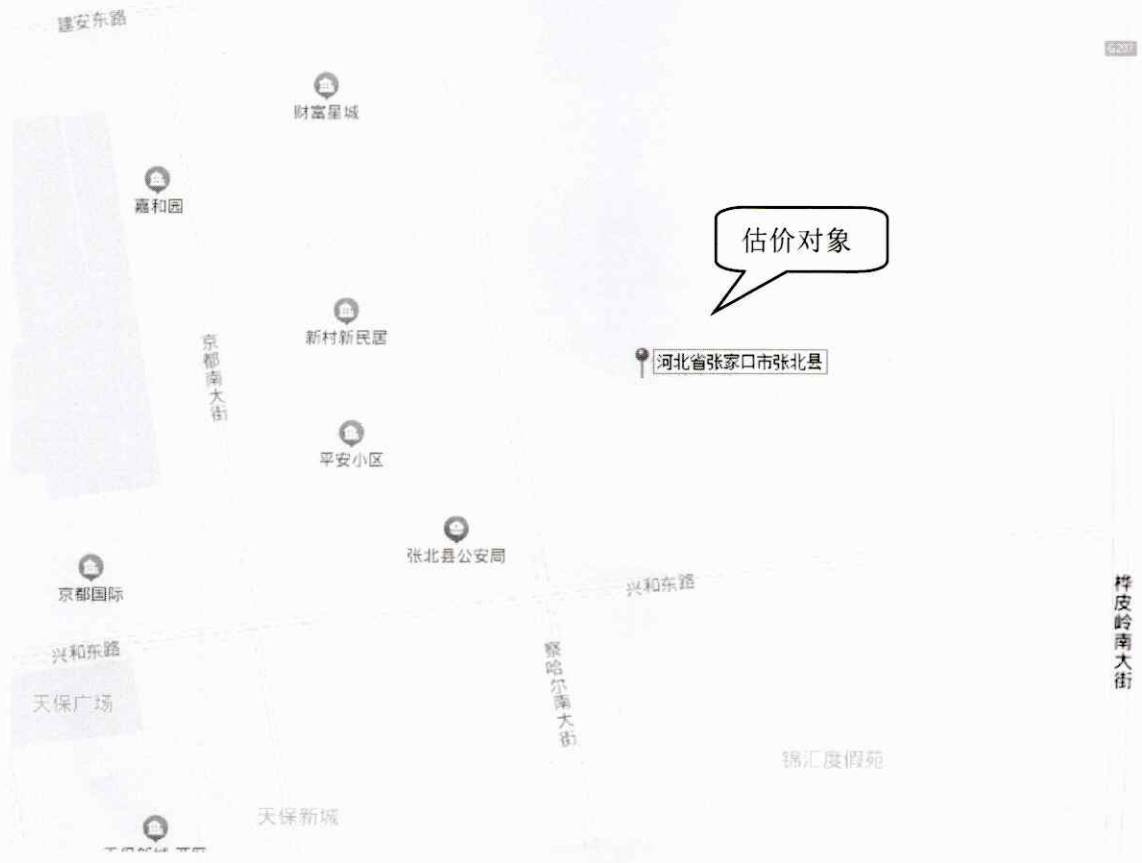 建安东路
G207
财富星城
嘉和园
估价对象
新村新民居
京都南大街
河北省张家口市张北县
平安小区
张北县公安局
京都国际
兴和东路
桦皮岭南大街
兴和东路
察哈尔南大街
天保广场
锦汇度假苑
天保新城